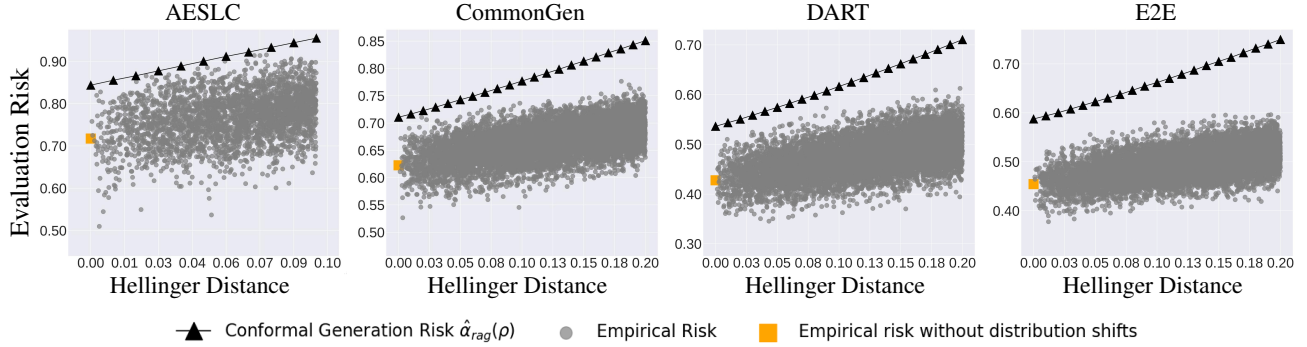 AESLC CommonGen DART E2E
Evaluation Risk
0.90 0.80 0.70 0.60 0.50
0.85 0.80 0.75 0.70 0.65 0.60 0.55 0.50
0.70 0.60 0.50 0.40 0.30
0.70 0.60 0.50 0.40
0.00 0.01 0.03 0.04 0.06 0.07 0.09 0.10
0.00 0.03 0.05 0.08 0.10 0.13 0.15 0.18 0.20
0.00 0.03 0.05 0.08 0.10 0.13 0.15 0.18 0.20
0.00 0.03 0.05 0.08 0.10 0.13 0.15 0.18 0.20
Hellinger Distance Hellinger Distance Hellinger Distance Hellinger Distance
Conformal Generation Risk α̂rag(ρ) Empirical Risk Empirical risk without distribution shifts